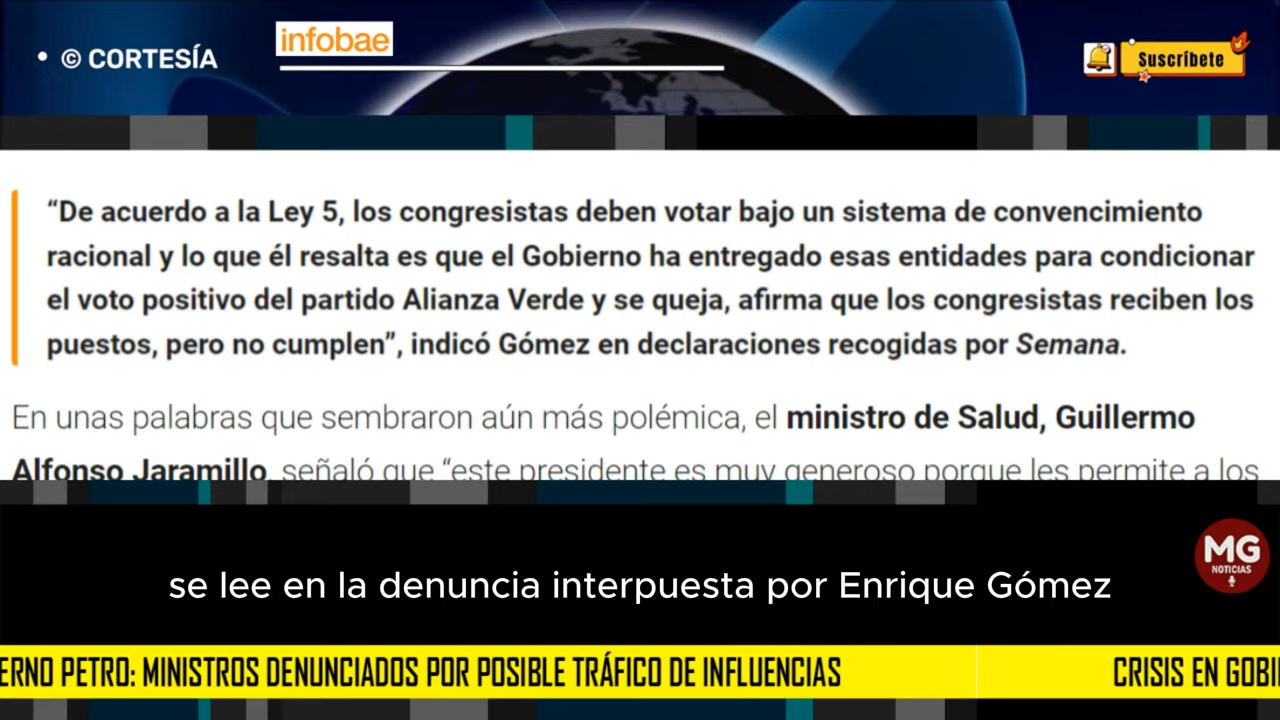 • © CORTESÍA
infobae
Suscríbete
“De acuerdo a la Ley 5, los congresistas deben votar bajo un sistema de convencimiento
racional y lo que él resalta es que el Gobierno ha entregado esas entidades para condicionar
el voto positivo del partido Alianza Verde y se queja, afirma que los congresistas reciben los
puestos, pero no cumplen”, indicó Gómez en declaraciones recogidas por Semana.
En unas palabras que sembraron aún más polémica, el ministro de Salud, Guillermo
Alfonso Jaramillo, señaló que “este presidente es muy generoso porque les permite a los
MG
NOTICIAS
se lee en la denuncia interpuesta por Enrique Gómez
ERNO PETRO: MINISTROS DENUNCIADOS POR POSIBLE TRÁFICO DE INFLUENCIAS
CRISIS EN GOBI